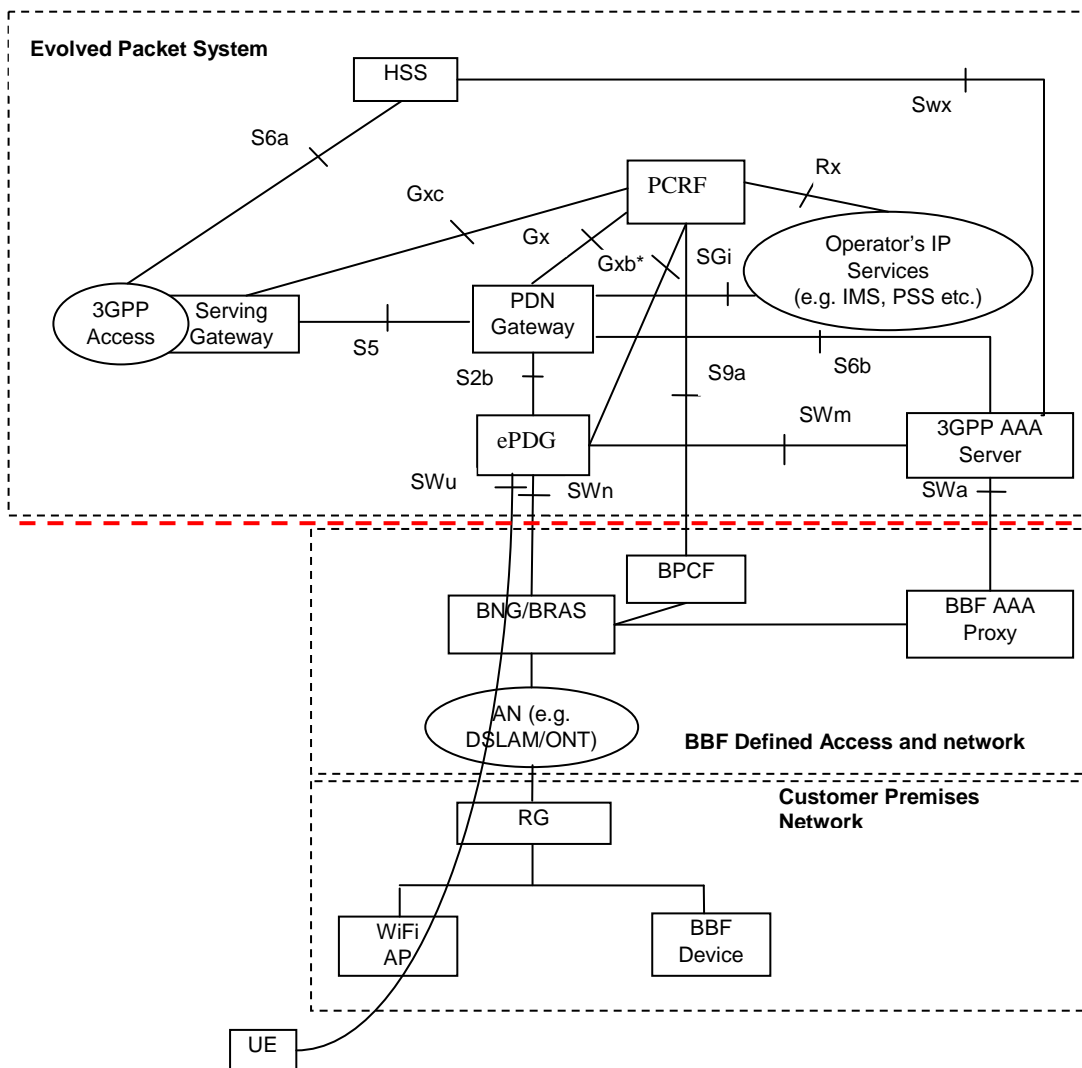 Evolved Packet System
HSS
Swx
S6a
PCRF
Rx
Gxc
Gx
Gxb*
SGi
Operator's IP
Services
(e.g. IMS, PSS etc.)
3GPP
Access
Serving
Gateway
PDN
Gateway
S5
S6b
S2b
S9a
SWm
ePDG
3GPP AAA
Server
SWu
SWn
SWa
BPCF
BNG/BRAS
BBF AAA
Proxy
AN (e.g.
DSLAM/ONT)
BBF Defined Access and network
Customer Premises
Network
RG
WiFi
AP
BBF
Device
UE